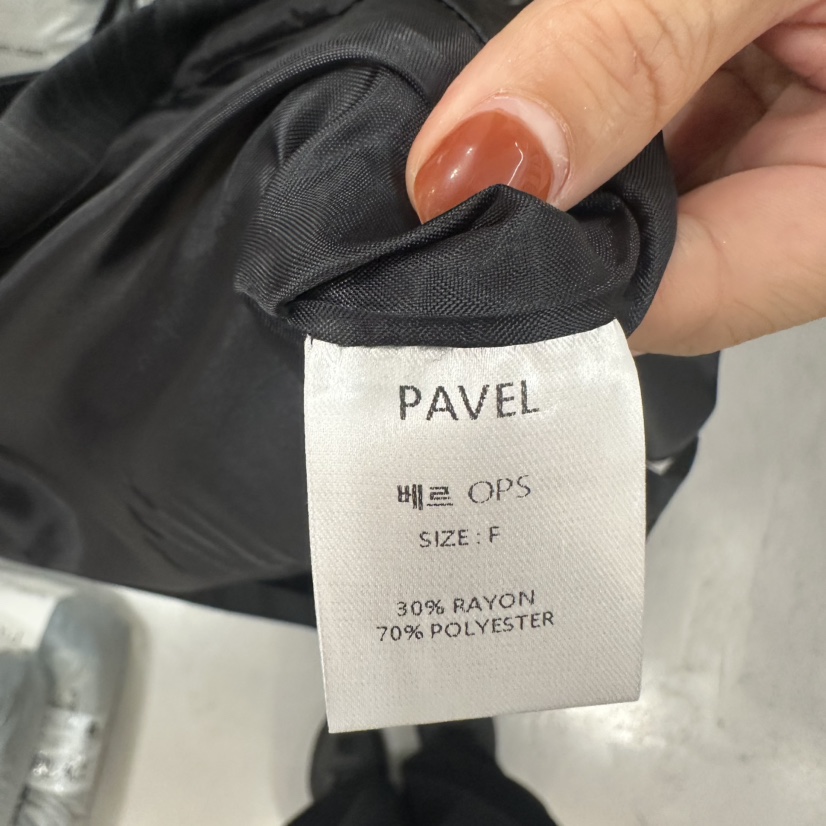 PAVEL
베르 OPS
SIZE : F
30% RAYON
70% POLYESTER